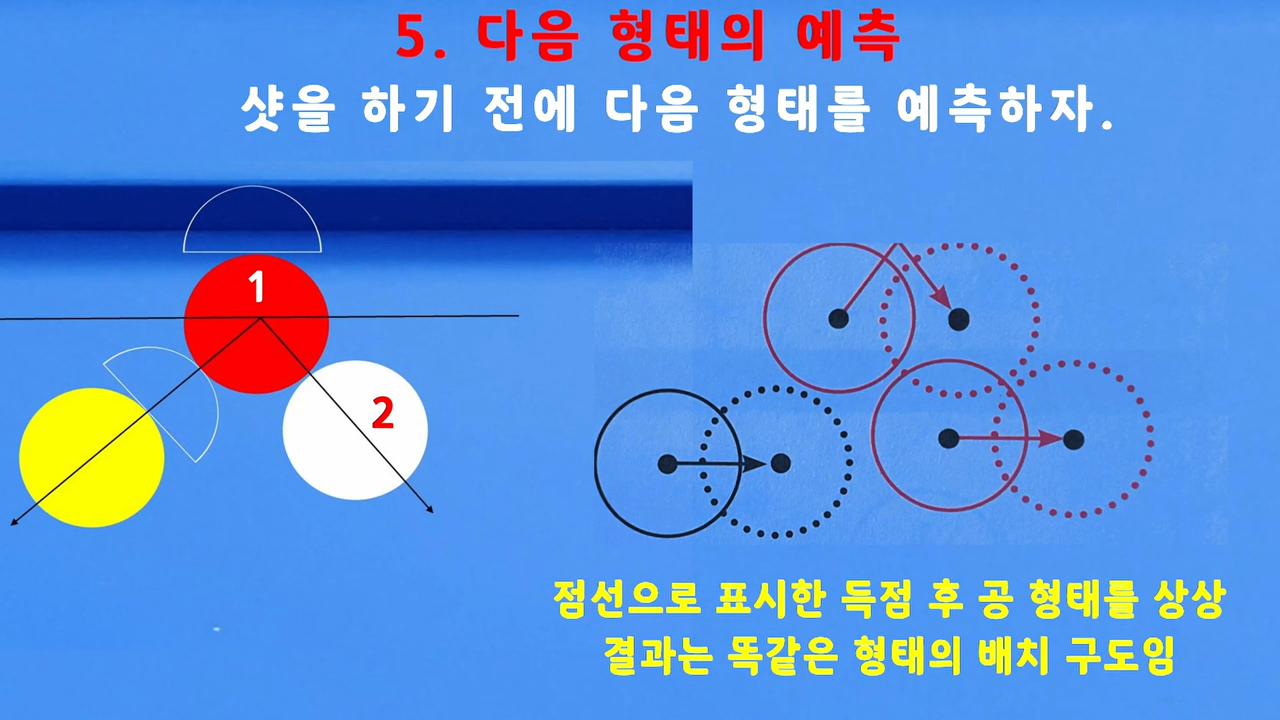 5. 다음 형태의 예측
샷을 하기 전에 다음 형태를 예측하자.
1
2
점선으로 표시한 득점 후 공 형태를 상상
결과는 똑같은 형태의 배치 구도임